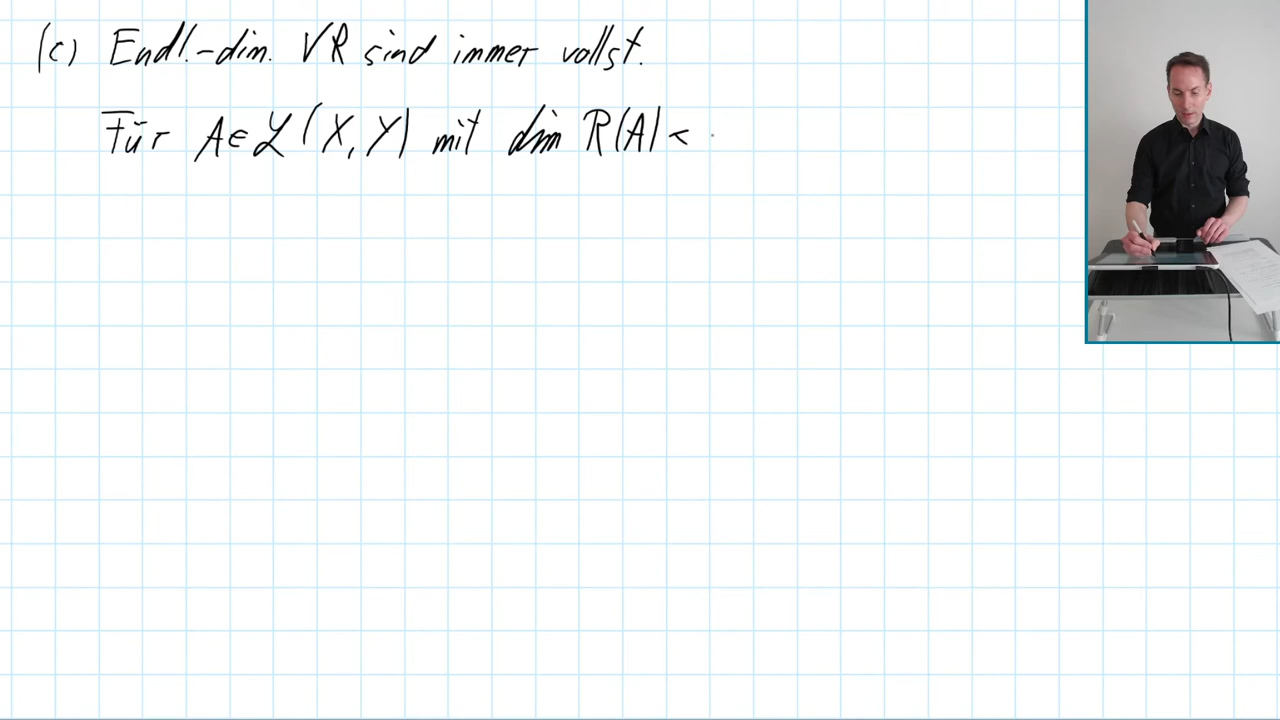 (c) Endl.-dim. VR sind immer vollst.
Für A ∈ ℒ(X, Y) mit dim R(A) <